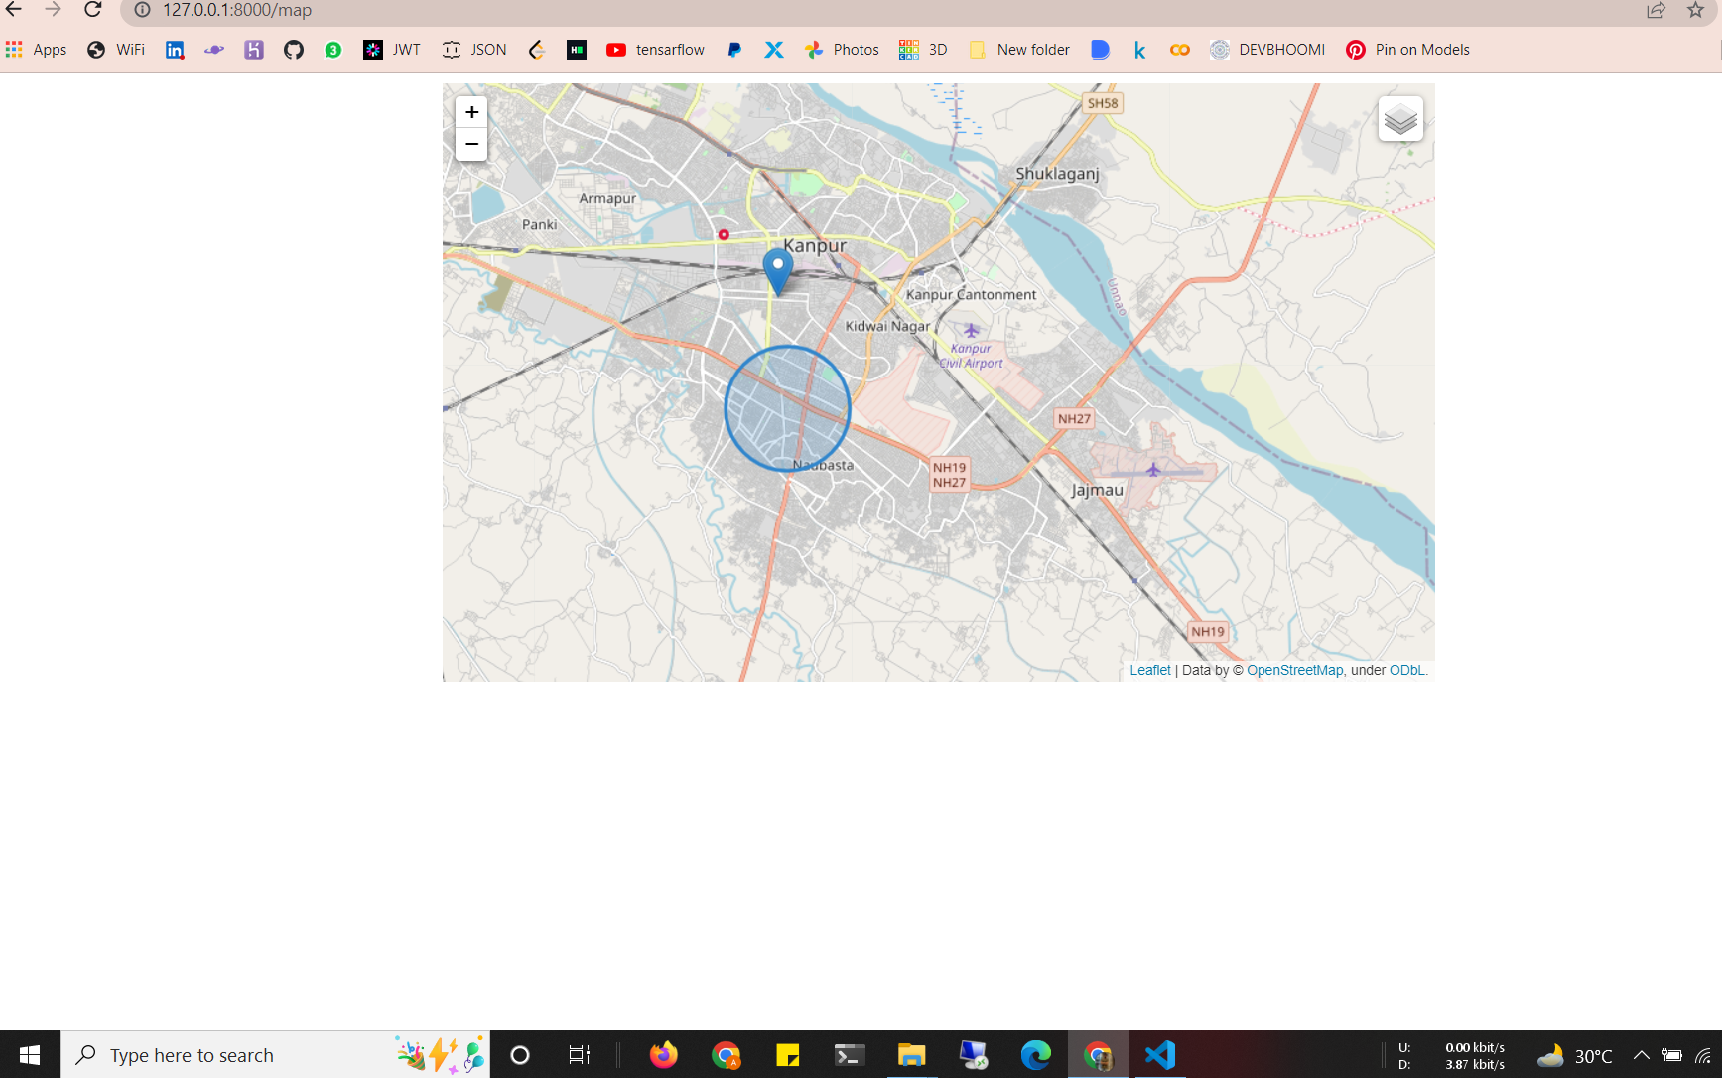 127.0.0.1:8000/map
Apps WiFi 3 JWT JSON tensarflow Photos 3D New folder k DEVBHOOMI Pin on Models
+
−
SH58
Shuklaganj
Armapur
Panki
Kanpur
Unnao
Kanpur Cantonment
Kidwai Nagar
Kanpur
Civil Airport
NH27
Naubasta
NH19
NH27
Jajmau
NH19
Leaflet | Data by © OpenStreetMap, under ODbL.
Type here to search
U: 0.00 kbit/s
D: 3.87 kbit/s
30°C